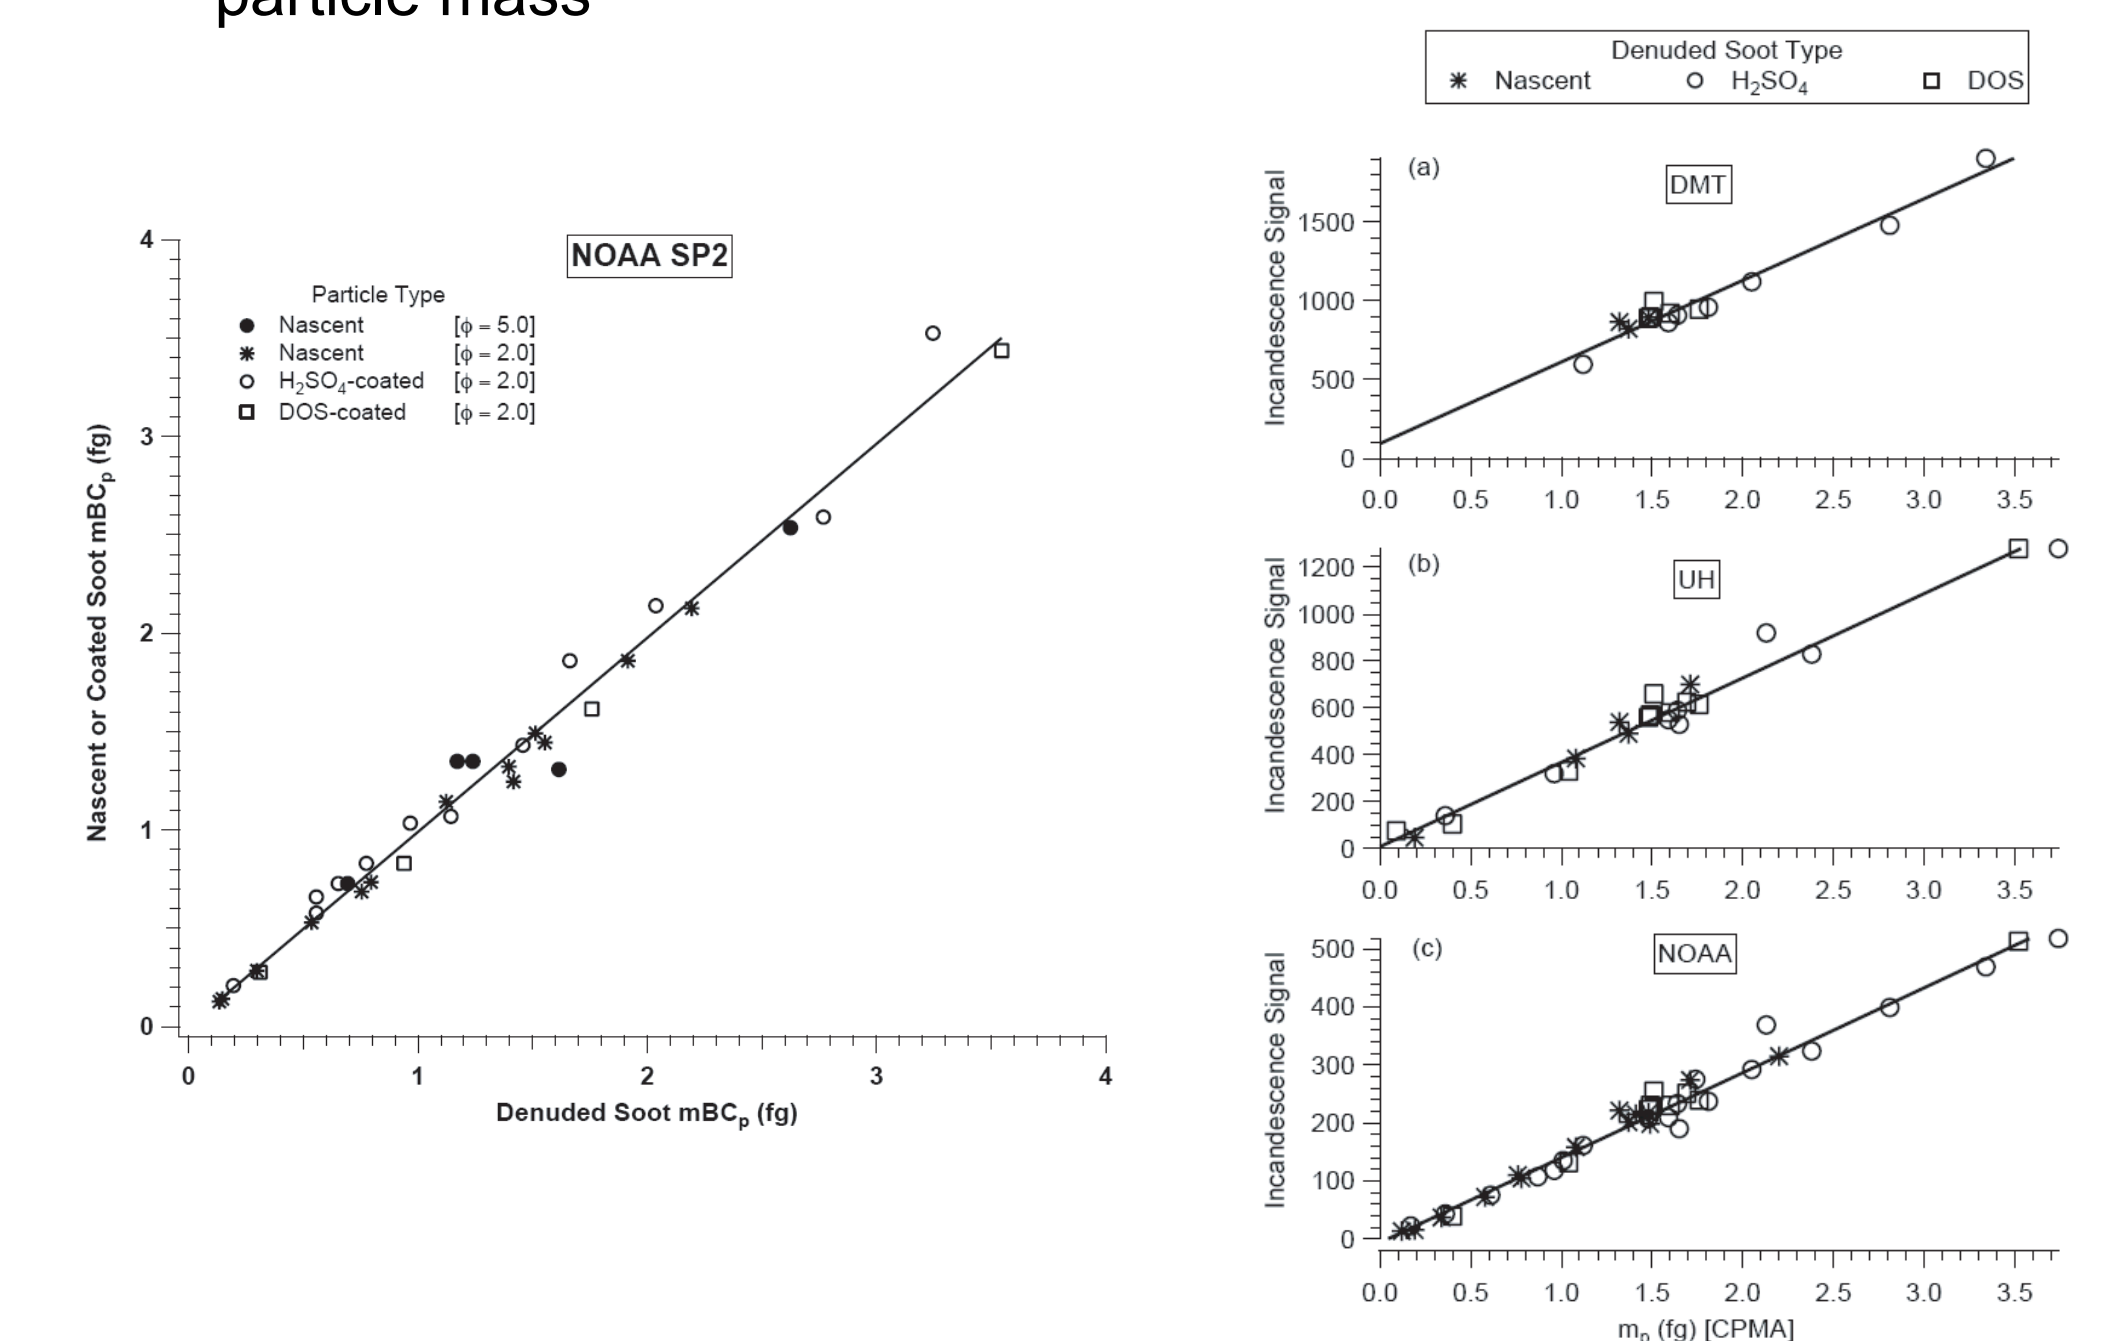 particle mass
NOAA SP2
Particle Type
Nascent [ϕ = 5.0]
Nascent [ϕ = 2.0]
H₂SO₄-coated [ϕ = 2.0]
DOS-coated [ϕ = 2.0]
Nascent or Coated Soot mBCₚ (fg)
4
3
2
1
0
0 1 2 3 4
Denuded Soot mBCₚ (fg)
Denuded Soot Type
Nascent H₂SO₄ DOS
(a)
DMT
Incandescence Signal
1500
1000
500
0
0.0 0.5 1.0 1.5 2.0 2.5 3.0 3.5
(b)
UH
Incandescence Signal
1200
1000
800
600
400
200
0
0.0 0.5 1.0 1.5 2.0 2.5 3.0 3.5
(c)
NOAA
Incandescence Signal
500
400
300
200
100
0
0.0 0.5 1.0 1.5 2.0 2.5 3.0 3.5
mₚ (fg) [CPMA]